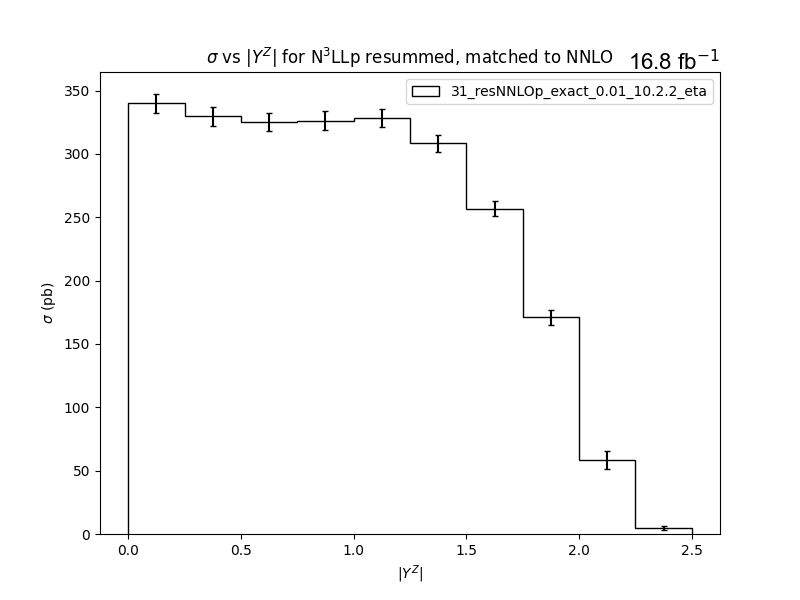 σ vs |Y^Z| for N³LLp resummed, matched to NNLO 16.8 fb⁻¹
31_resNNLOp_exact_0.01_10.2.2_eta
350
300
250
200
150
100
50
0
σ (pb)
0.0 0.5 1.0 1.5 2.0 2.5
|Y^Z|